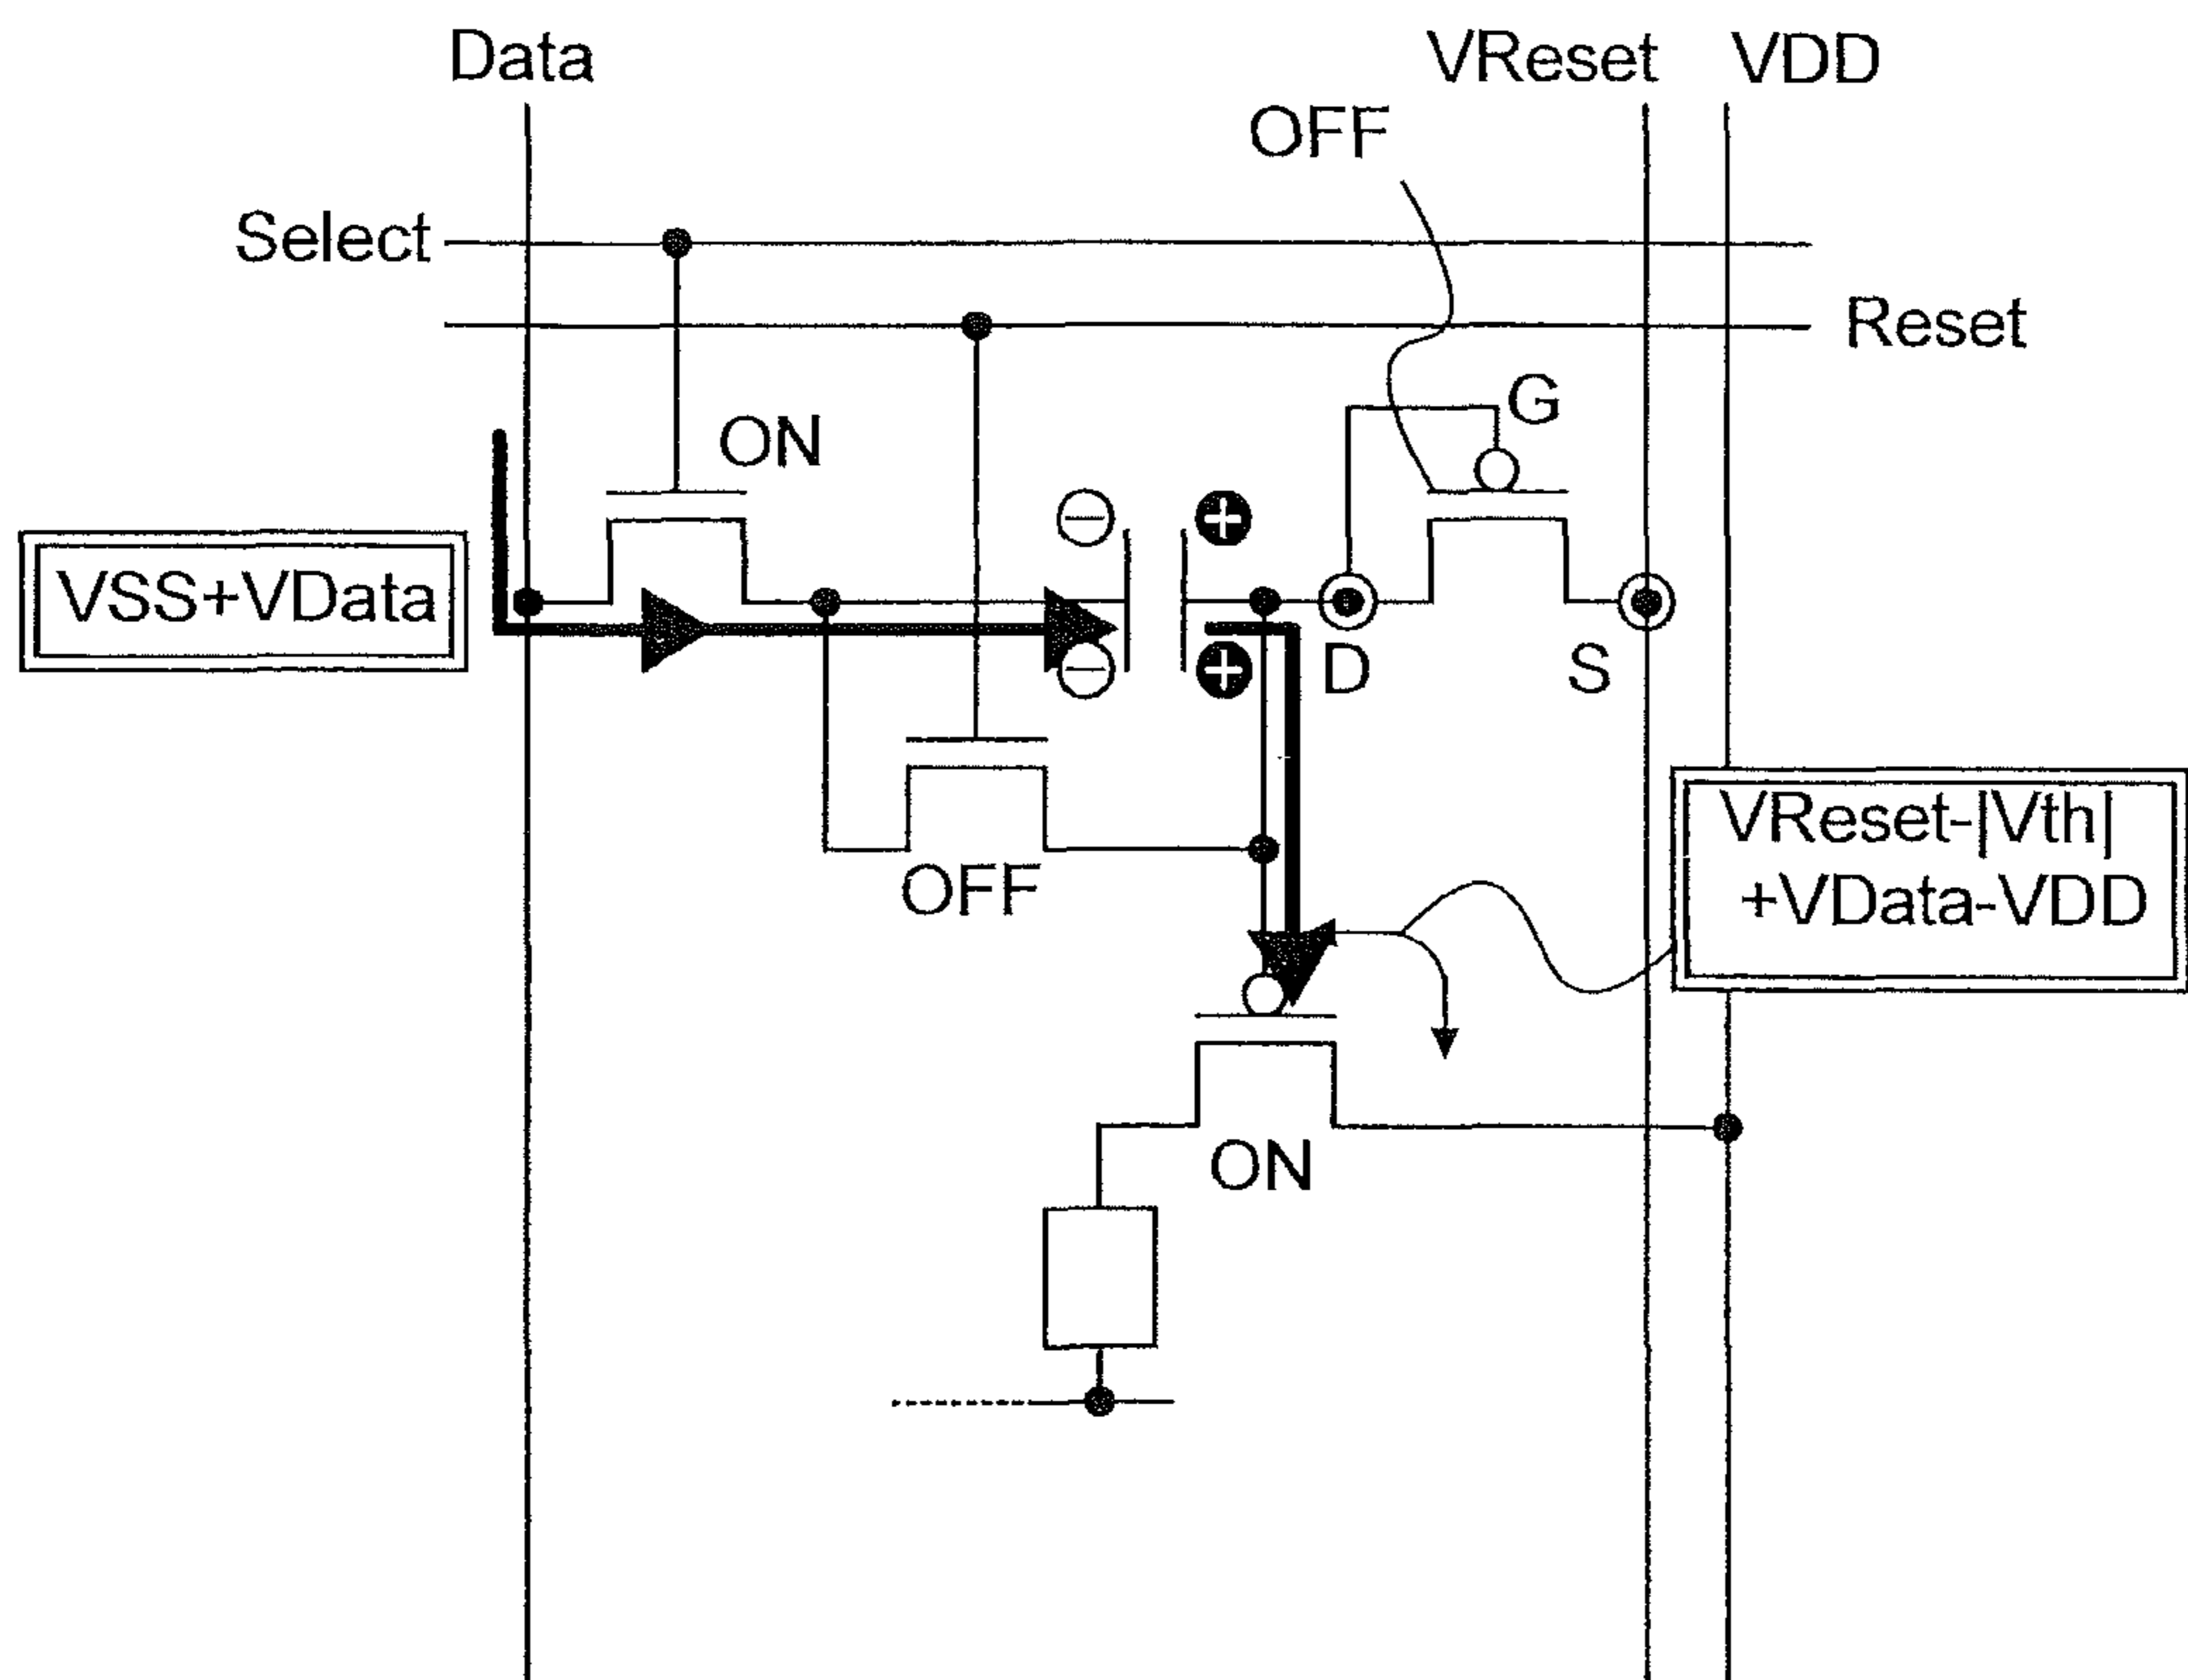 Data
VReset
VDD
OFF
Select
Reset
G
ON
VSS+VData
D
S
VReset-|Vth|
+VData-VDD
OFF
ON